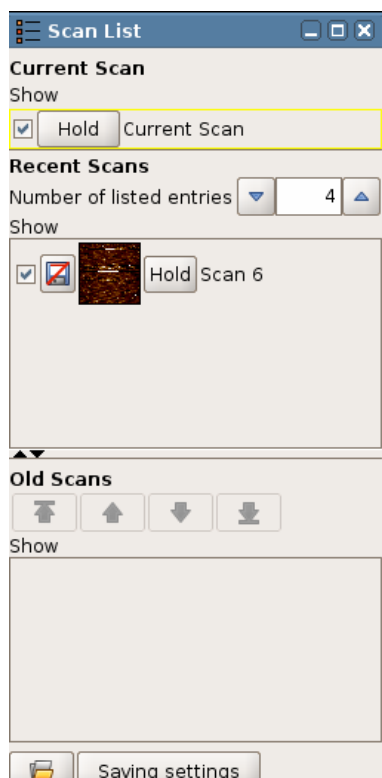 Scan List
Current Scan
Show
Hold Current Scan
Recent Scans
Number of listed entries 4
Show
Hold Scan 6
Old Scans
Show
Saving settings